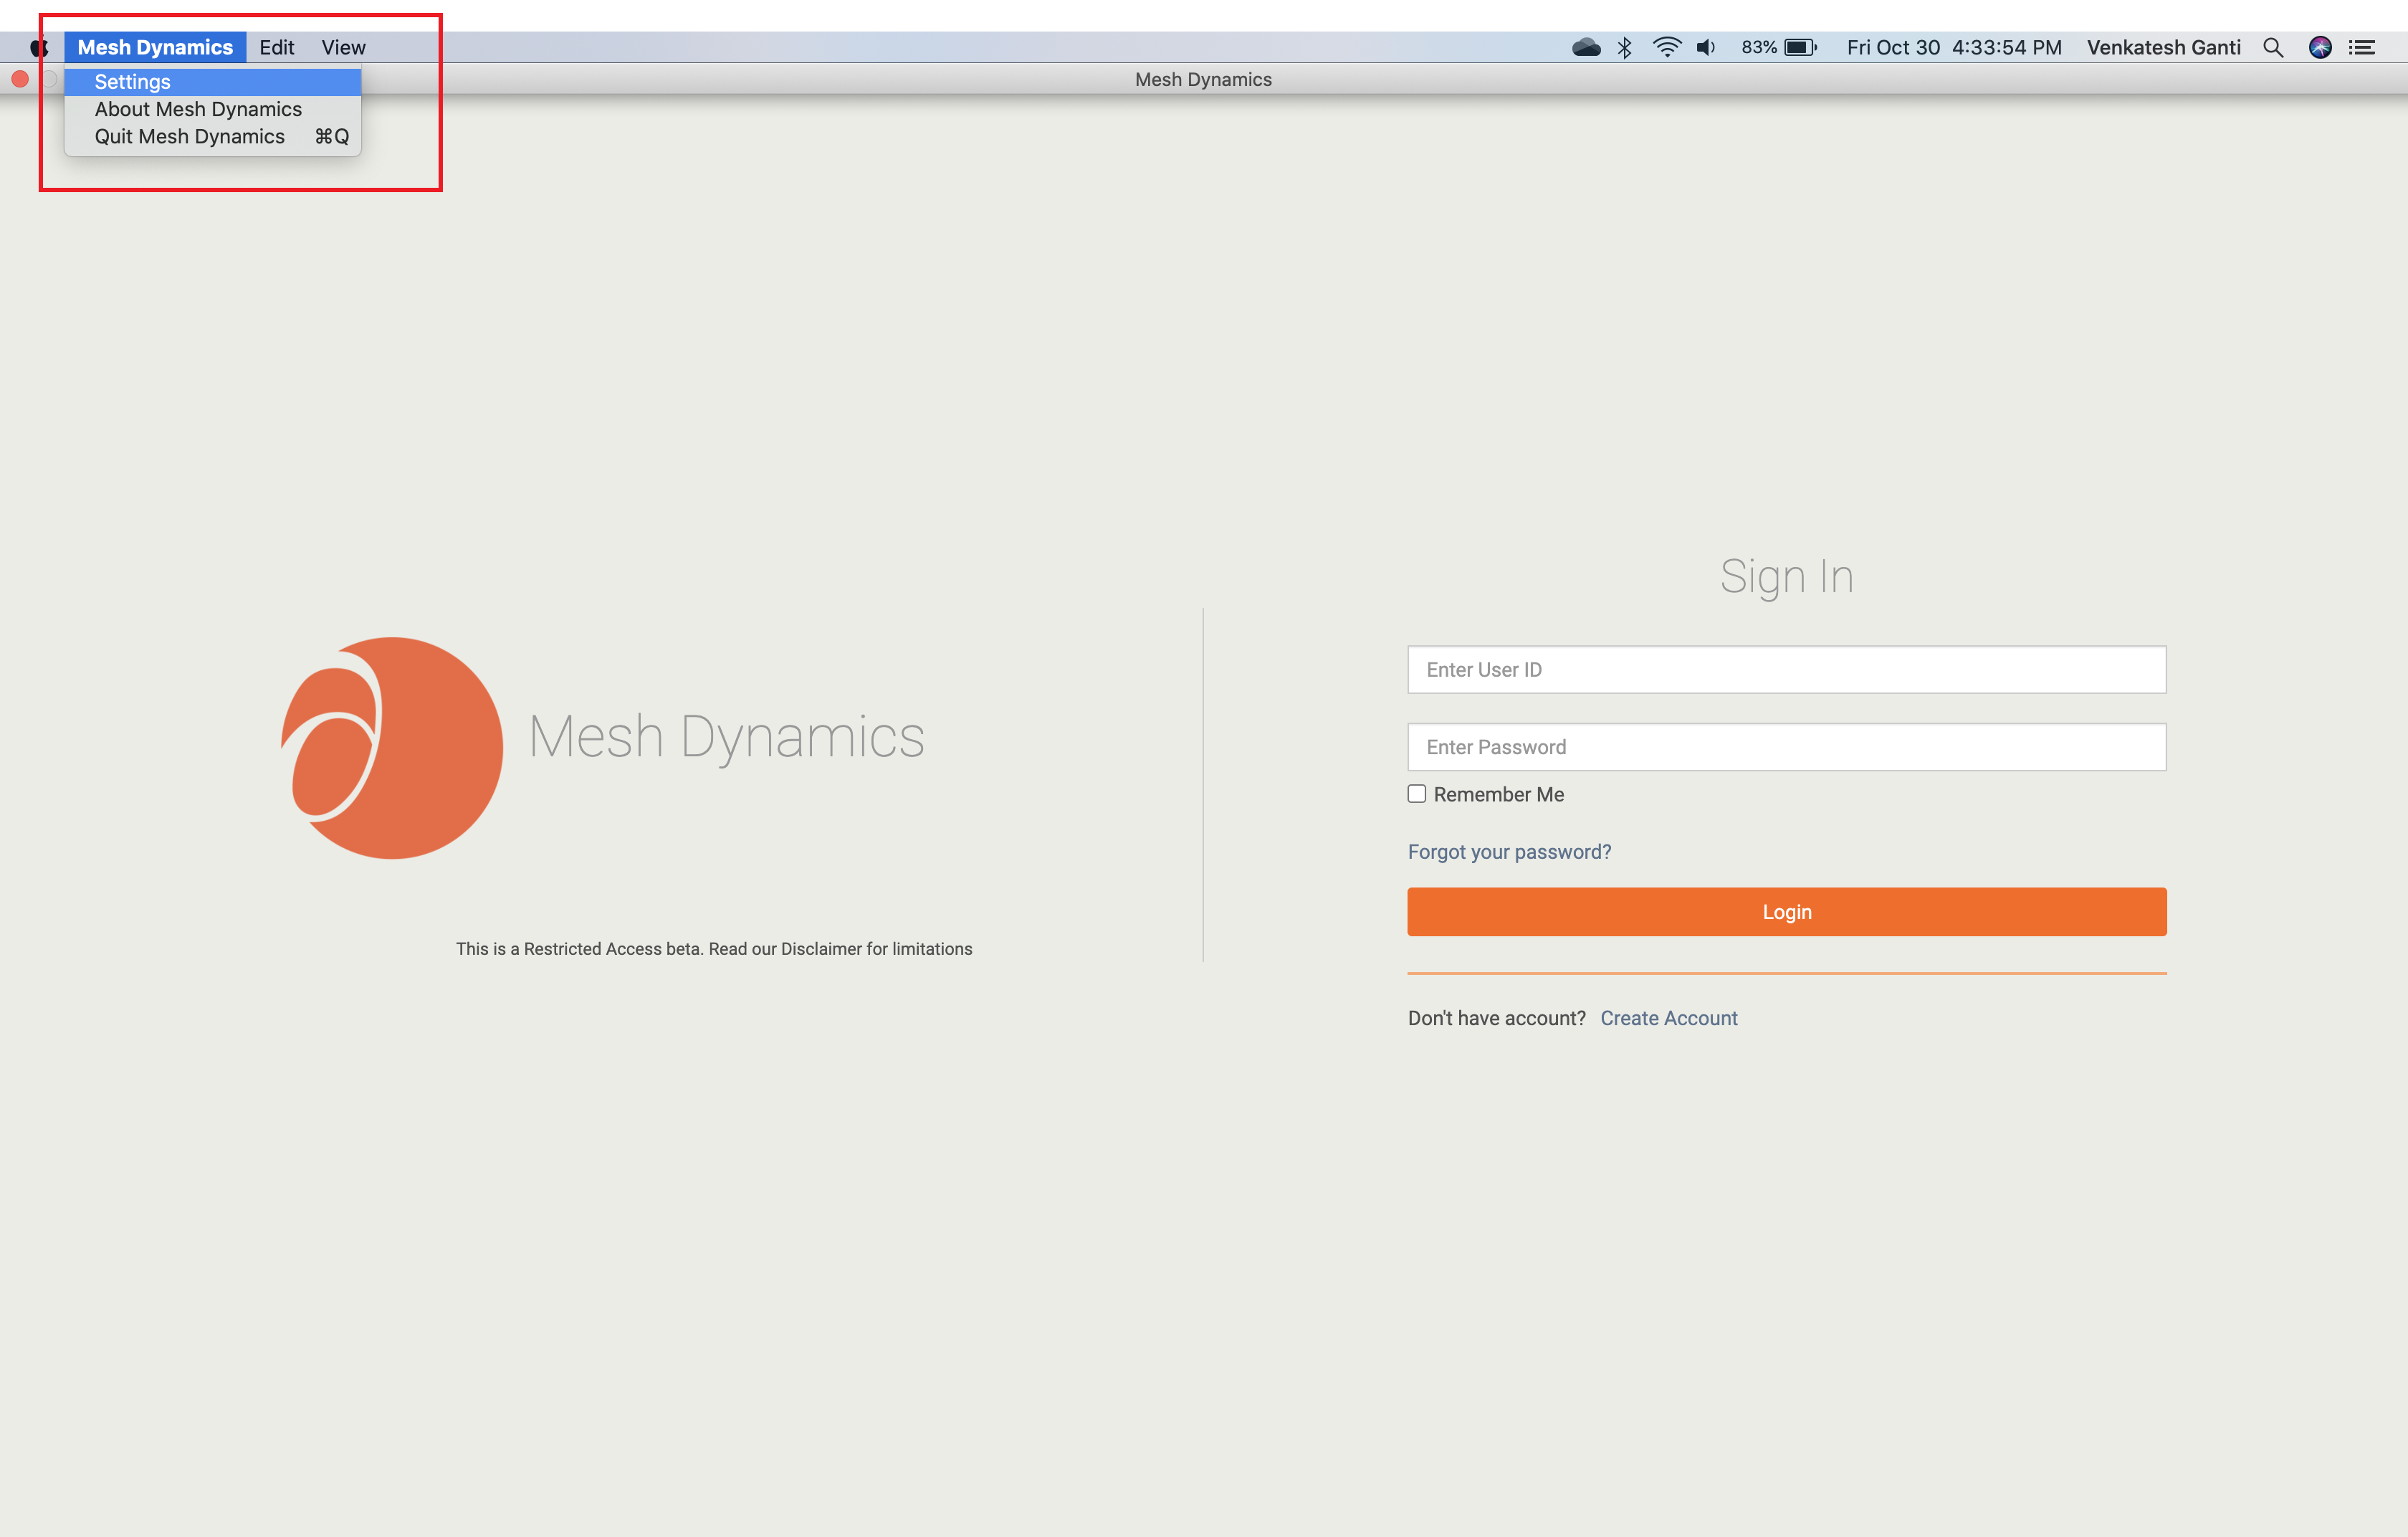 Mesh Dynamics Edit View 83% Fri Oct 30 4:33:54 PM Venkatesh Ganti
Mesh Dynamics
Settings
About Mesh Dynamics
Quit Mesh Dynamics ⌘Q
Mesh Dynamics
This is a Restricted Access beta. Read our Disclaimer for limitations
Sign In
Enter User ID
Enter Password
Remember Me
Forgot your password?
Login
Don't have account? Create Account